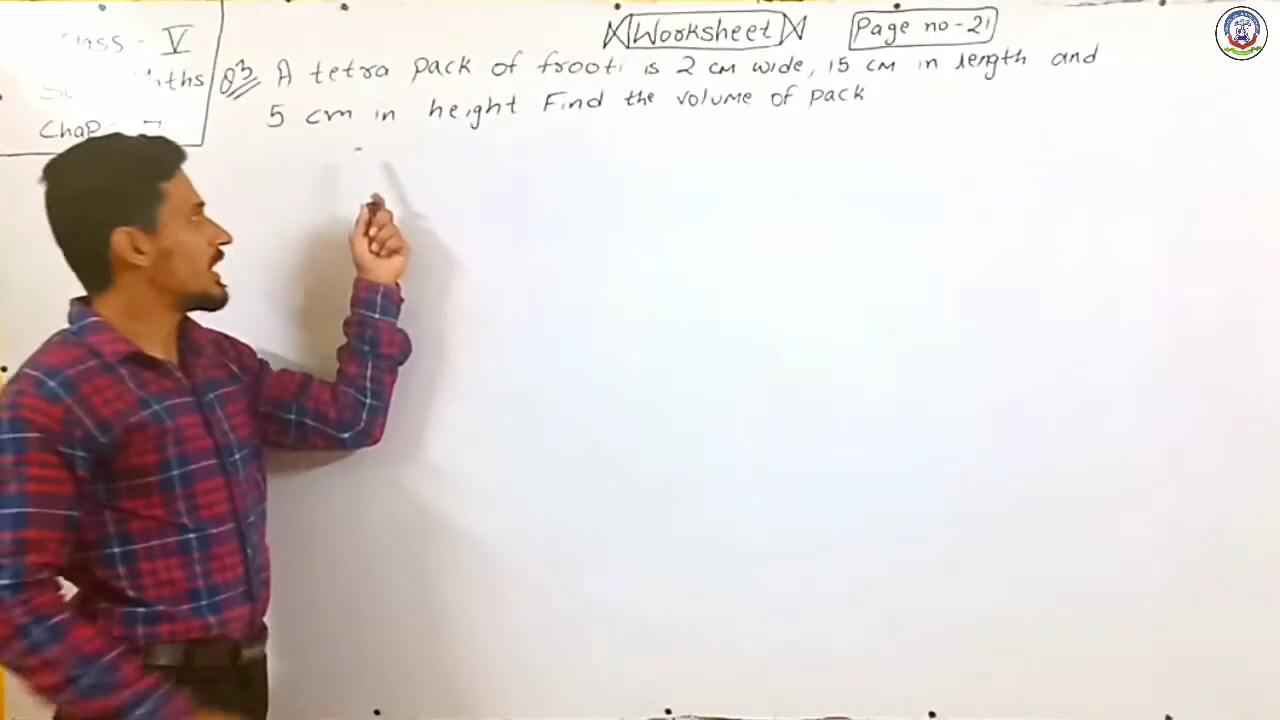 Worksheet Page no - 21
Class - V
Maths
Chap -
Q3 A tetra pack of frooti is 2 cm wide, 15 cm in length and
5 cm in height Find the volume of pack